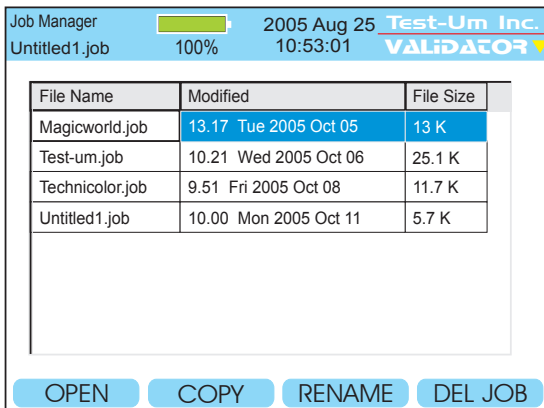 Job Manager 2005 Aug 25 Test-Um Inc.
Untitled1.job 100% 10:53:01 VALiDATOR
File Name Modified File Size
Magicworld.job 13.17 Tue 2005 Oct 05 13 K
Test-um.job 10.21 Wed 2005 Oct 06 25.1 K
Technicolor.job 9.51 Fri 2005 Oct 08 11.7 K
Untitled1.job 10.00 Mon 2005 Oct 11 5.7 K
OPEN COPY RENAME DEL JOB